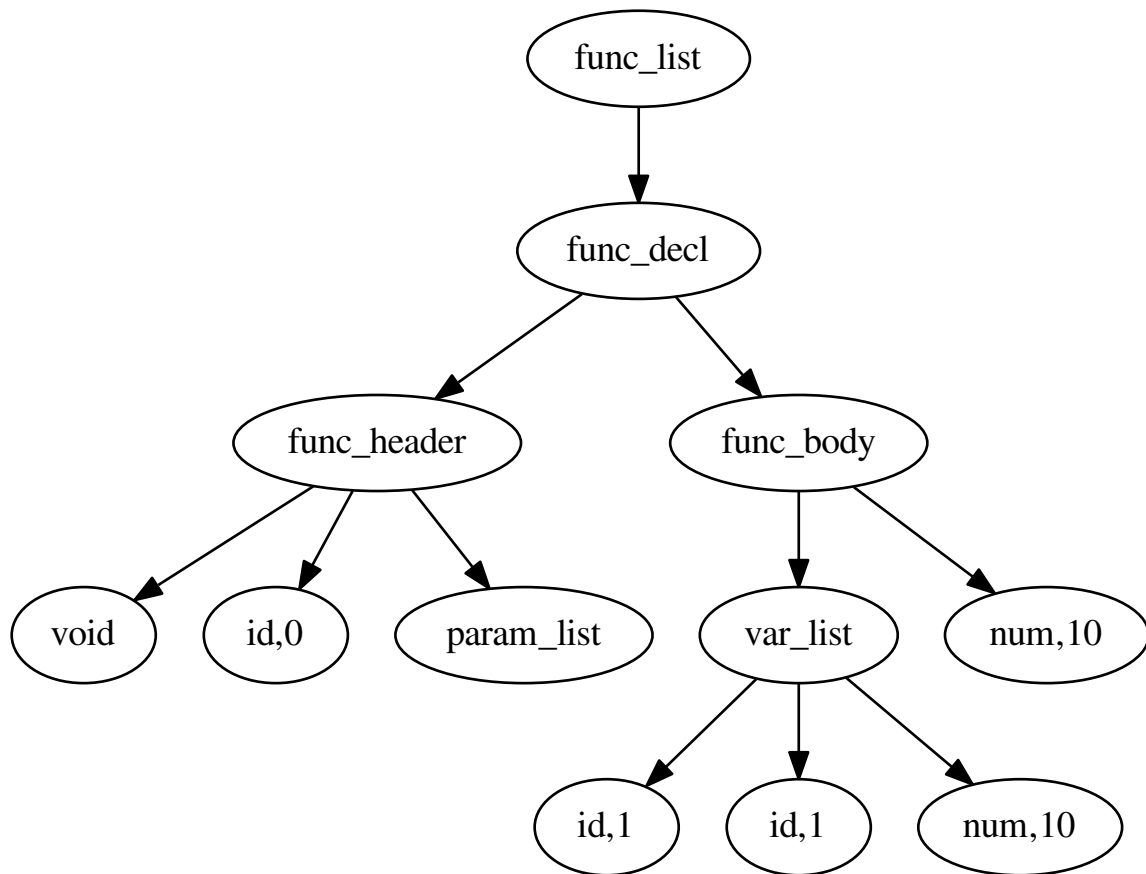 func_list
func_decl
func_header
func_body
void
id,0
param_list
var_list
num,10
id,1
id,1
num,10